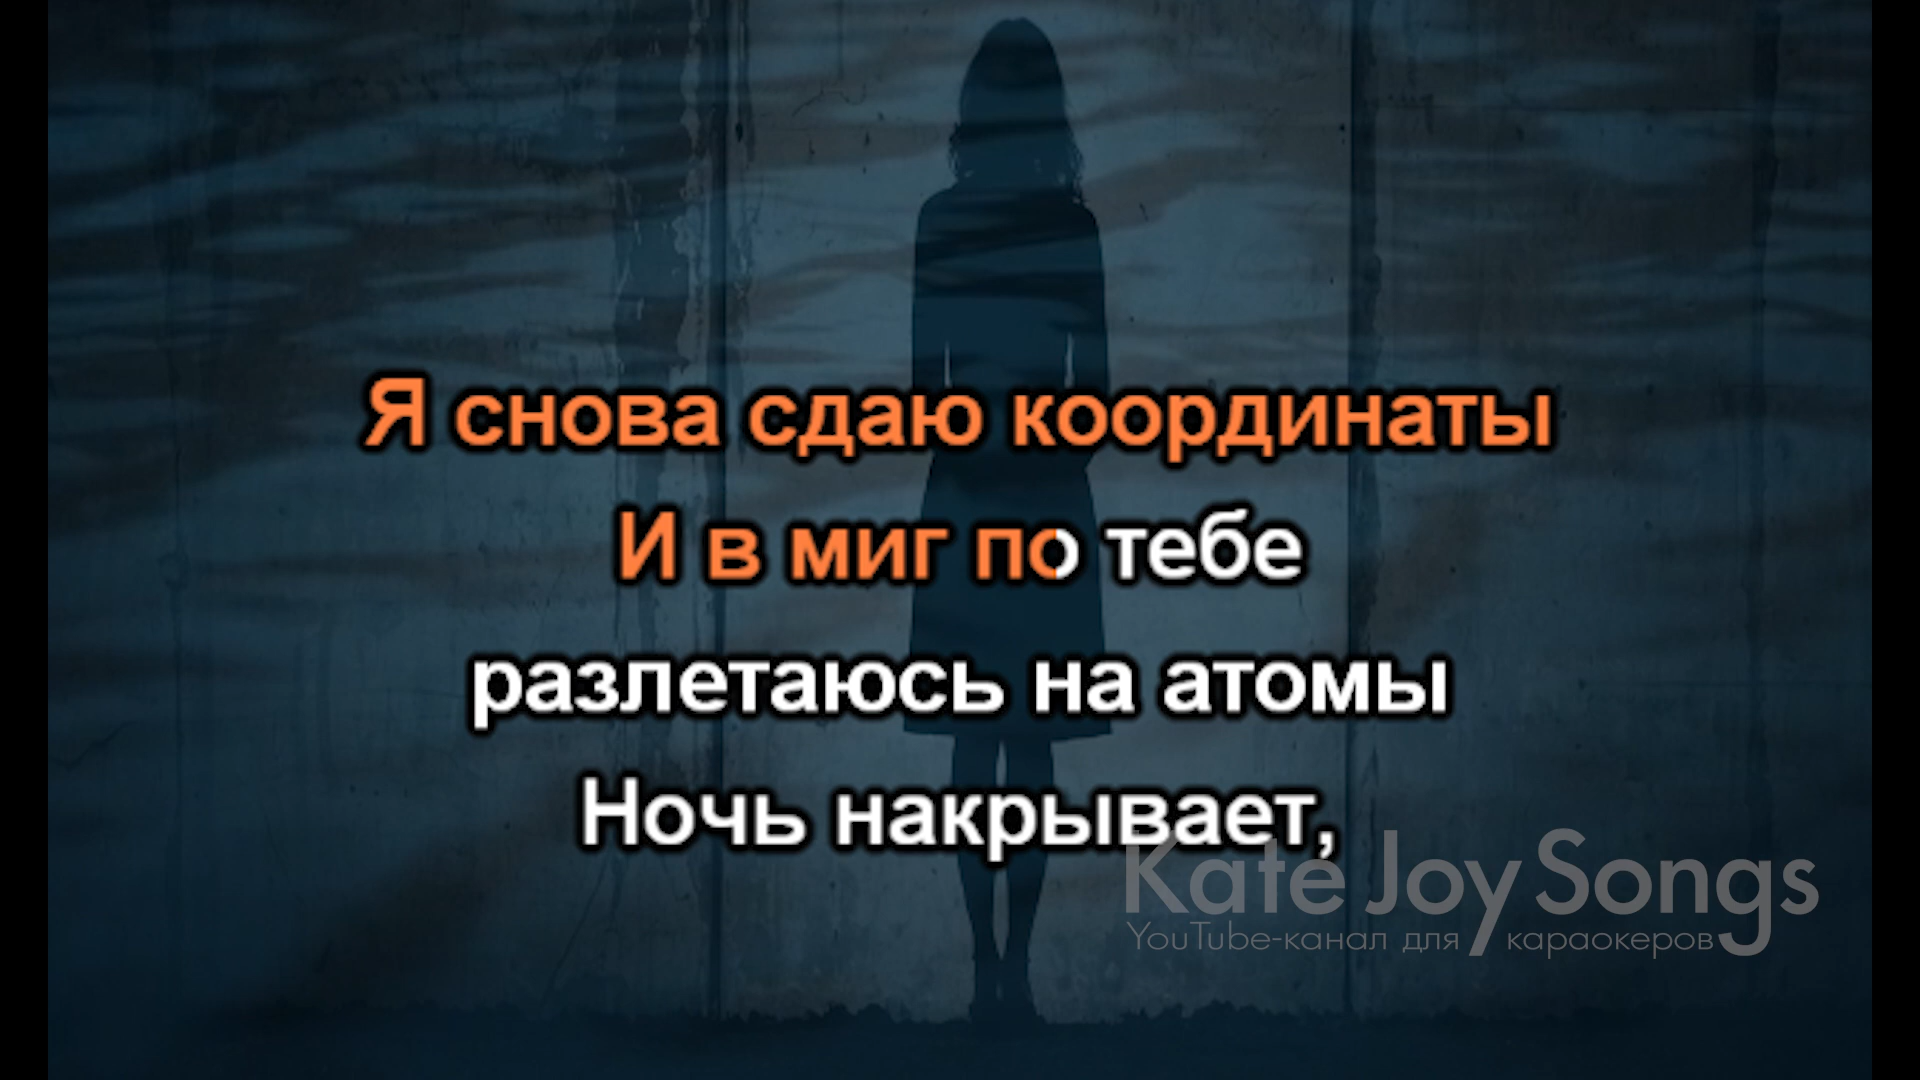 Я снова сдаю координаты
И в миг по тебе
разлетаюсь на атомы
Ночь накрывает,
Kate Joy Songs
YouTube-канал для караокеров